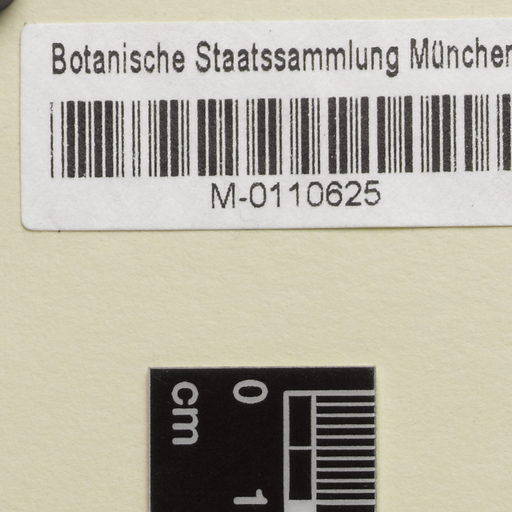 Botanische Staatssammlung München
M-0110625
cm
0
1